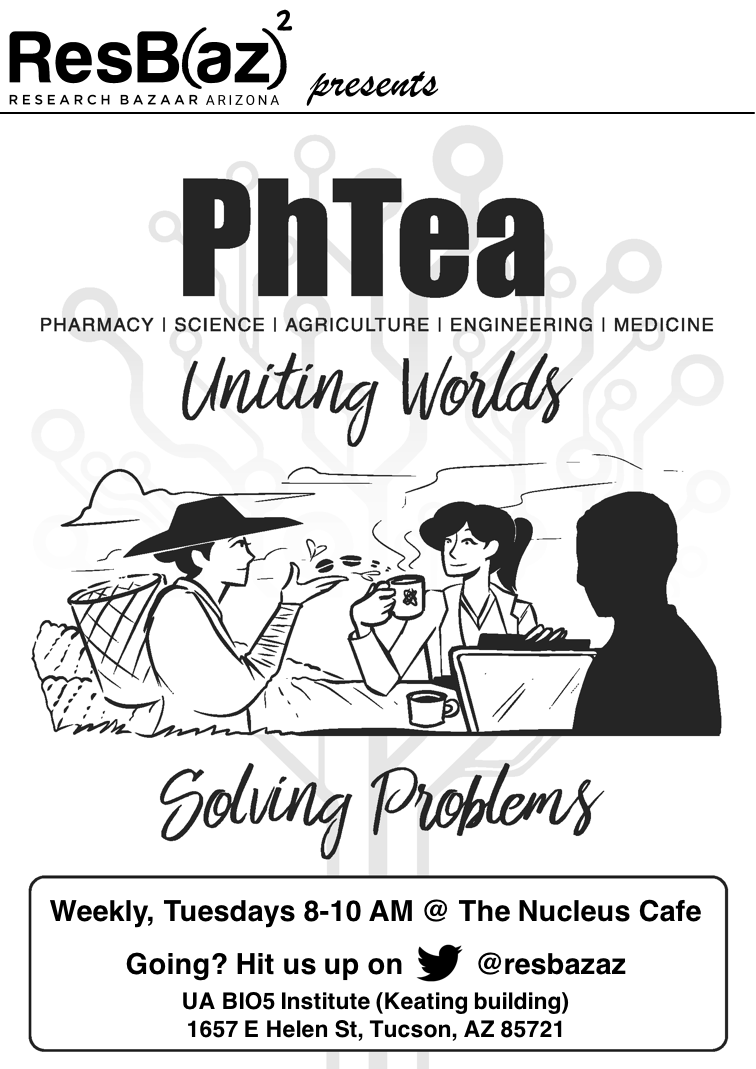 ResB(az)²
RESEARCH BAZAAR ARIZONA
presents
PhTea
PHARMACY | SCIENCE | AGRICULTURE | ENGINEERING | MEDICINE
Uniting Worlds
Solving Problems
Weekly, Tuesdays 8-10 AM @ The Nucleus Cafe
Going? Hit us up on @resbazaz
UA BIO5 Institute (Keating building)
1657 E Helen St, Tucson, AZ 85721